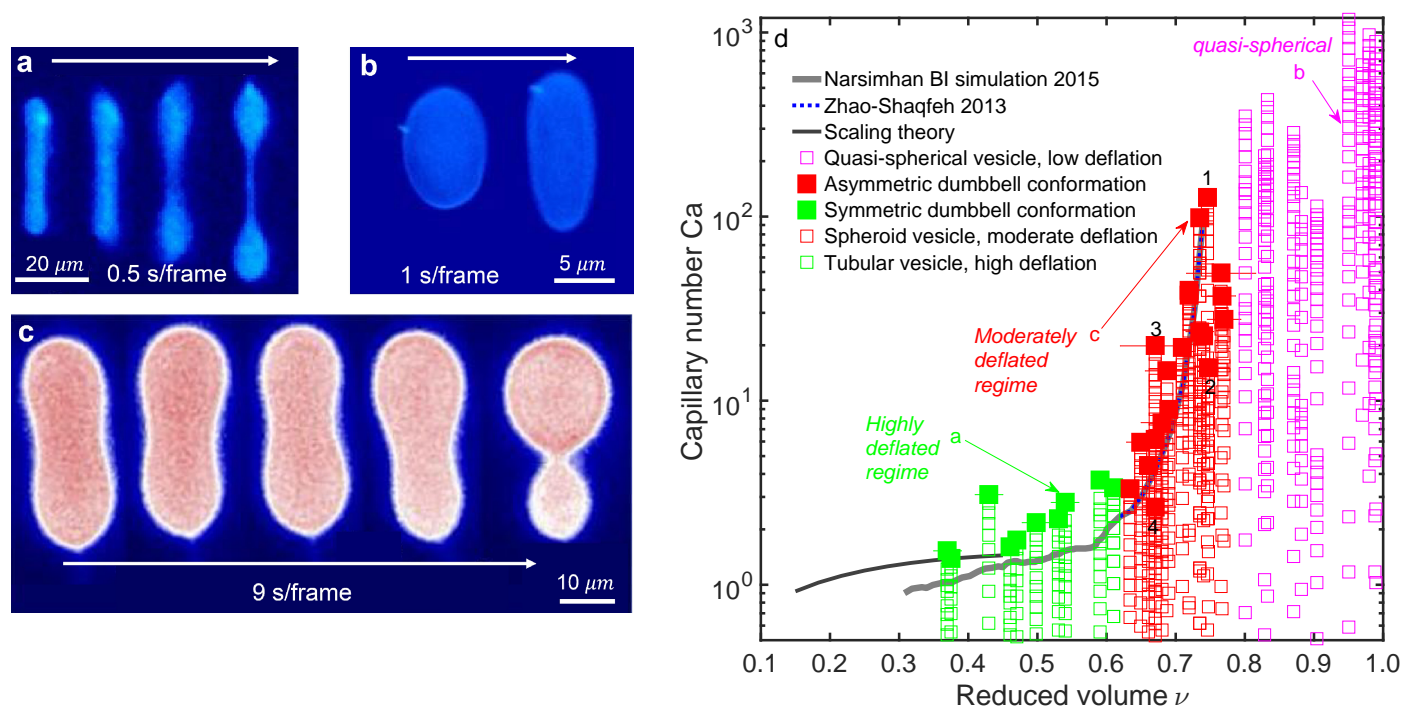 a
20 μm
0.5 s/frame
b
1 s/frame
5 μm
c
9 s/frame
10 μm
d
Narsimhan BI simulation 2015
Zhao-Shaqfeh 2013
Scaling theory
Quasi-spherical vesicle, low deflation
Asymmetric dumbbell conformation
Symmetric dumbbell conformation
Spheroid vesicle, moderate deflation
Tubular vesicle, high deflation
quasi-spherical
b
1
3
Moderately c
deflated
regime
2
Highly
deflated a
regime
4
10³
10²
10¹
10⁰
Capillary number Ca
0.1 0.2 0.3 0.4 0.5 0.6 0.7 0.8 0.9 1.0
Reduced volume ν